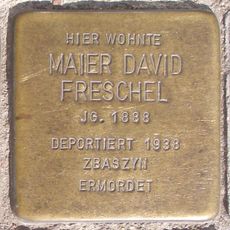 HIER WOHNTE
MAIER DAVID
FRESCHEL
JG. 1888
DEPORTIERT 1938
ZBASZYN
ERMORDET